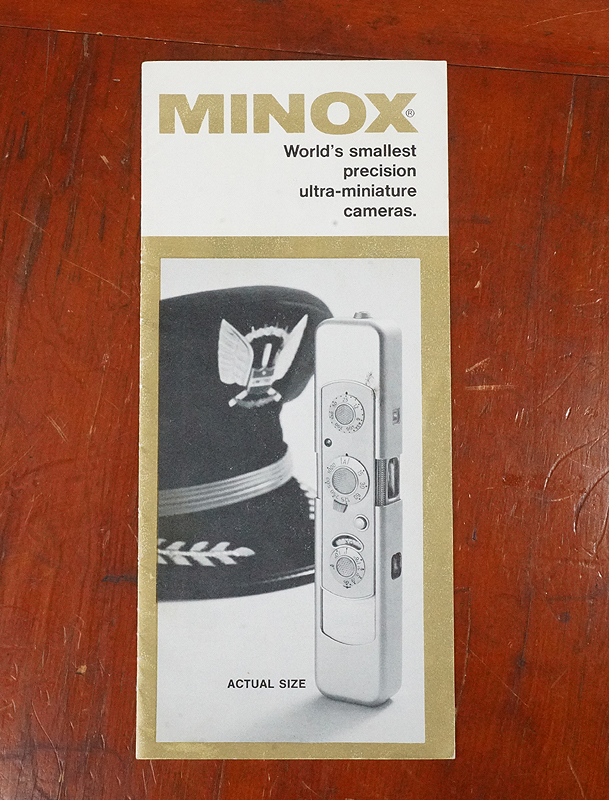 MINOX®
World's smallest
precision
ultra-miniature
cameras.
ACTUAL SIZE